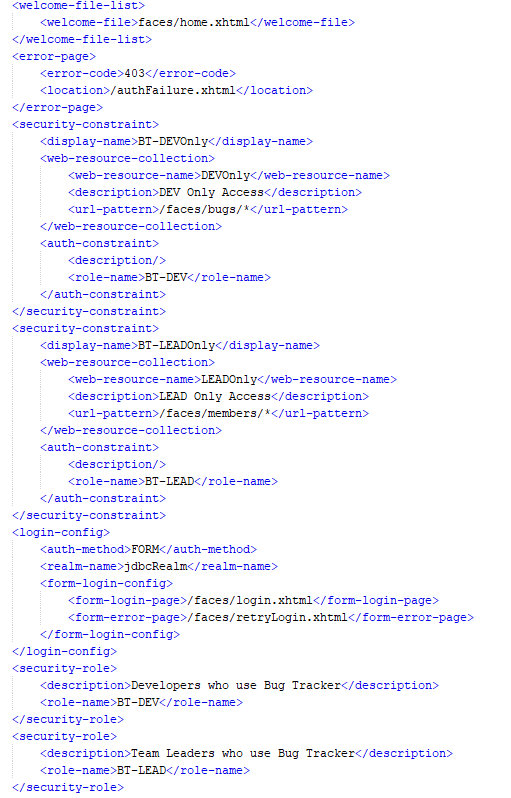 <welcome-file-list>
<welcome-file>faces/home.xhtml</welcome-file>
</welcome-file-list>
<error-page>
<error-code>403</error-code>
<location>/authFailure.xhtml</location>
</error-page>
<security-constraint>
<display-name>BT-DEVOnly</display-name>
<web-resource-collection>
<web-resource-name>DEVOnly</web-resource-name>
<description>DEV Only Access</description>
<url-pattern>/faces/bugs/*</url-pattern>
</web-resource-collection>
<auth-constraint>
<description/>
<role-name>BT-DEV</role-name>
</auth-constraint>
</security-constraint>
<security-constraint>
<display-name>BT-LEADOnly</display-name>
<web-resource-collection>
<web-resource-name>LEADOnly</web-resource-name>
<description>LEAD Only Access</description>
<url-pattern>/faces/members/*</url-pattern>
</web-resource-collection>
<auth-constraint>
<description/>
<role-name>BT-LEAD</role-name>
</auth-constraint>
</security-constraint>
<login-config>
<auth-method>FORM</auth-method>
<realm-name>jdbcRealm</realm-name>
<form-login-config>
<form-login-page>/faces/login.xhtml</form-login-page>
<form-error-page>/faces/retryLogin.xhtml</form-error-page>
</form-login-config>
</login-config>
<security-role>
<description>Developers who use Bug Tracker</description>
<role-name>BT-DEV</role-name>
</security-role>
<security-role>
<description>Team Leaders who use Bug Tracker</description>
<role-name>BT-LEAD</role-name>
</security-role>